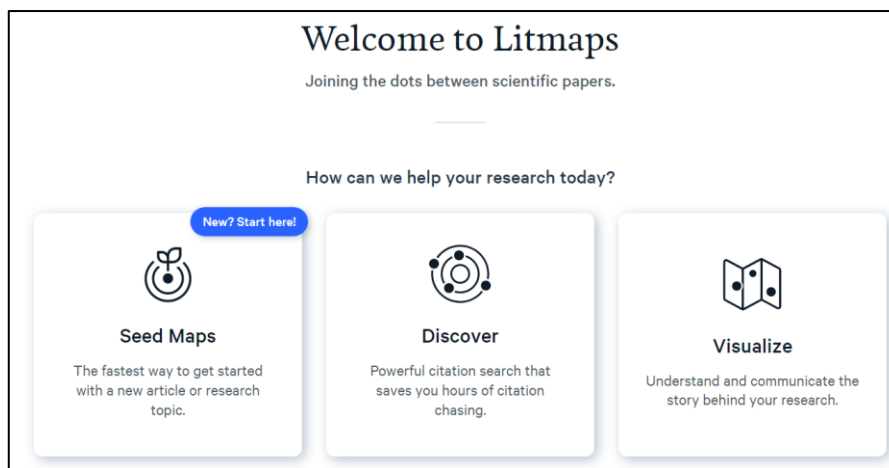 Welcome to Litmaps
Joining the dots between scientific papers.
How can we help your research today?
New? Start here!
Seed Maps
The fastest way to get started
with a new article or research
topic.
Discover
Powerful citation search that
saves you hours of citation
chasing.
Visualize
Understand and communicate the
story behind your research.